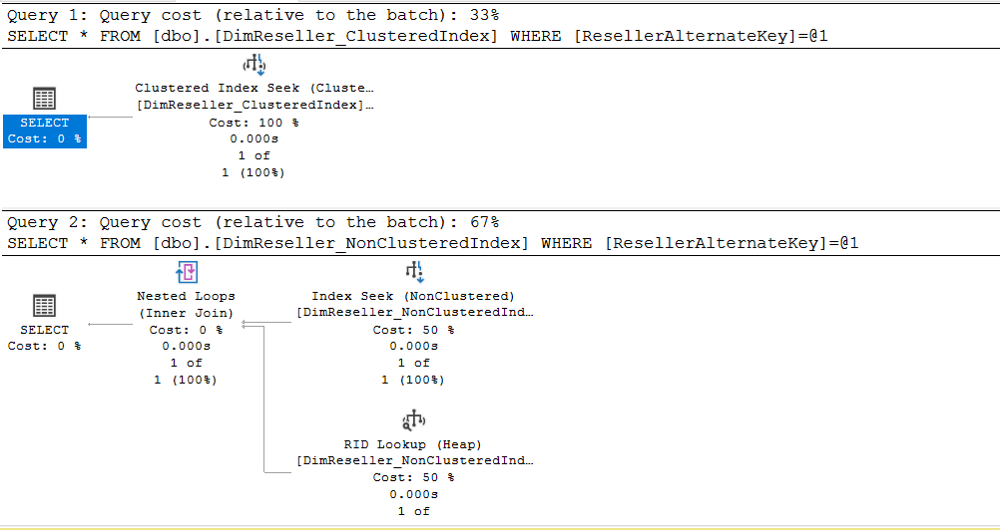 Query 1: Query cost (relative to the batch): 33%
SELECT * FROM [dbo].[DimReseller_ClusteredIndex] WHERE [ResellerAlternateKey]=@1
Clustered Index Seek (Cluste…
[DimReseller_ClusteredIndex]…
SELECT
Cost: 0 %
Cost: 100 %
0.000s
1 of
1 (100%)
Query 2: Query cost (relative to the batch): 67%
SELECT * FROM [dbo].[DimReseller_NonClusteredIndex] WHERE [ResellerAlternateKey]=@1
SELECT
Cost: 0 %
Nested Loops
(Inner Join)
Cost: 0 %
0.000s
1 of
1 (100%)
Index Seek (NonClustered)
[DimReseller_NonClusteredInd…
Cost: 50 %
0.000s
1 of
1 (100%)
RID Lookup (Heap)
[DimReseller_NonClusteredInd…
Cost: 50 %
0.000s
1 of